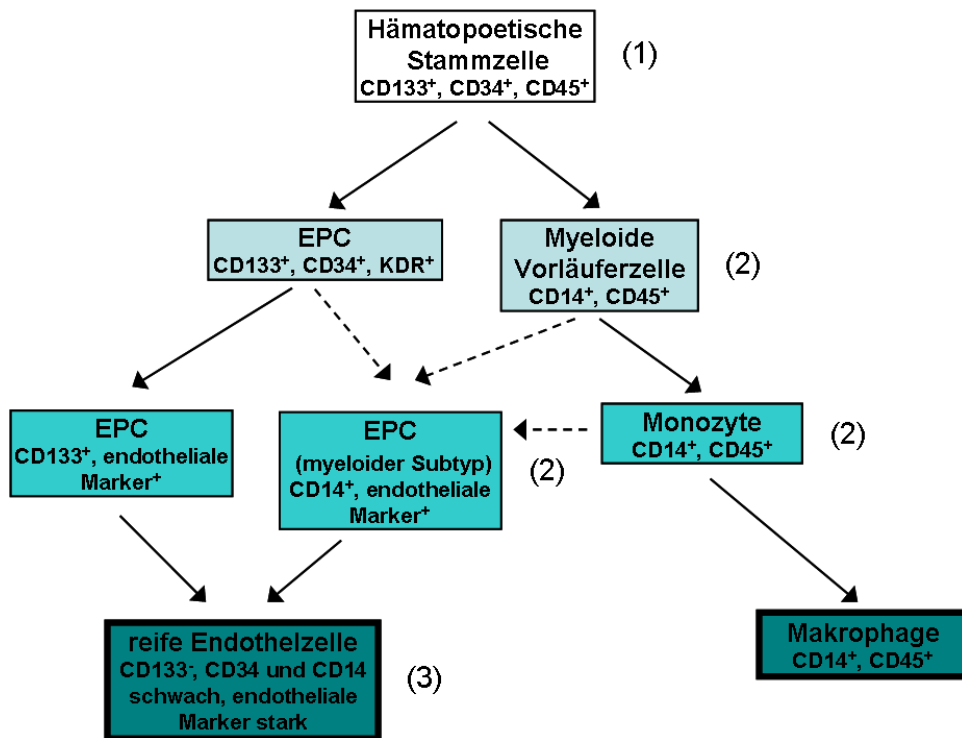 Hämatopoetische
Stammzelle
CD133⁺, CD34⁺, CD45⁺
(1)
EPC
CD133⁺, CD34⁺, KDR⁺
Myeloide
Vorläuferzelle
CD14⁺, CD45⁺
(2)
EPC
CD133⁺, endotheliale
Marker⁺
EPC
(myeloider Subtyp)
CD14⁺, endotheliale
Marker⁺
(2)
Monozyte
CD14⁺, CD45⁺
(2)
reife Endothelzelle
CD133⁻, CD34 und CD14
schwach, endotheliale
Marker stark
(3)
Makrophage
CD14⁺, CD45⁺